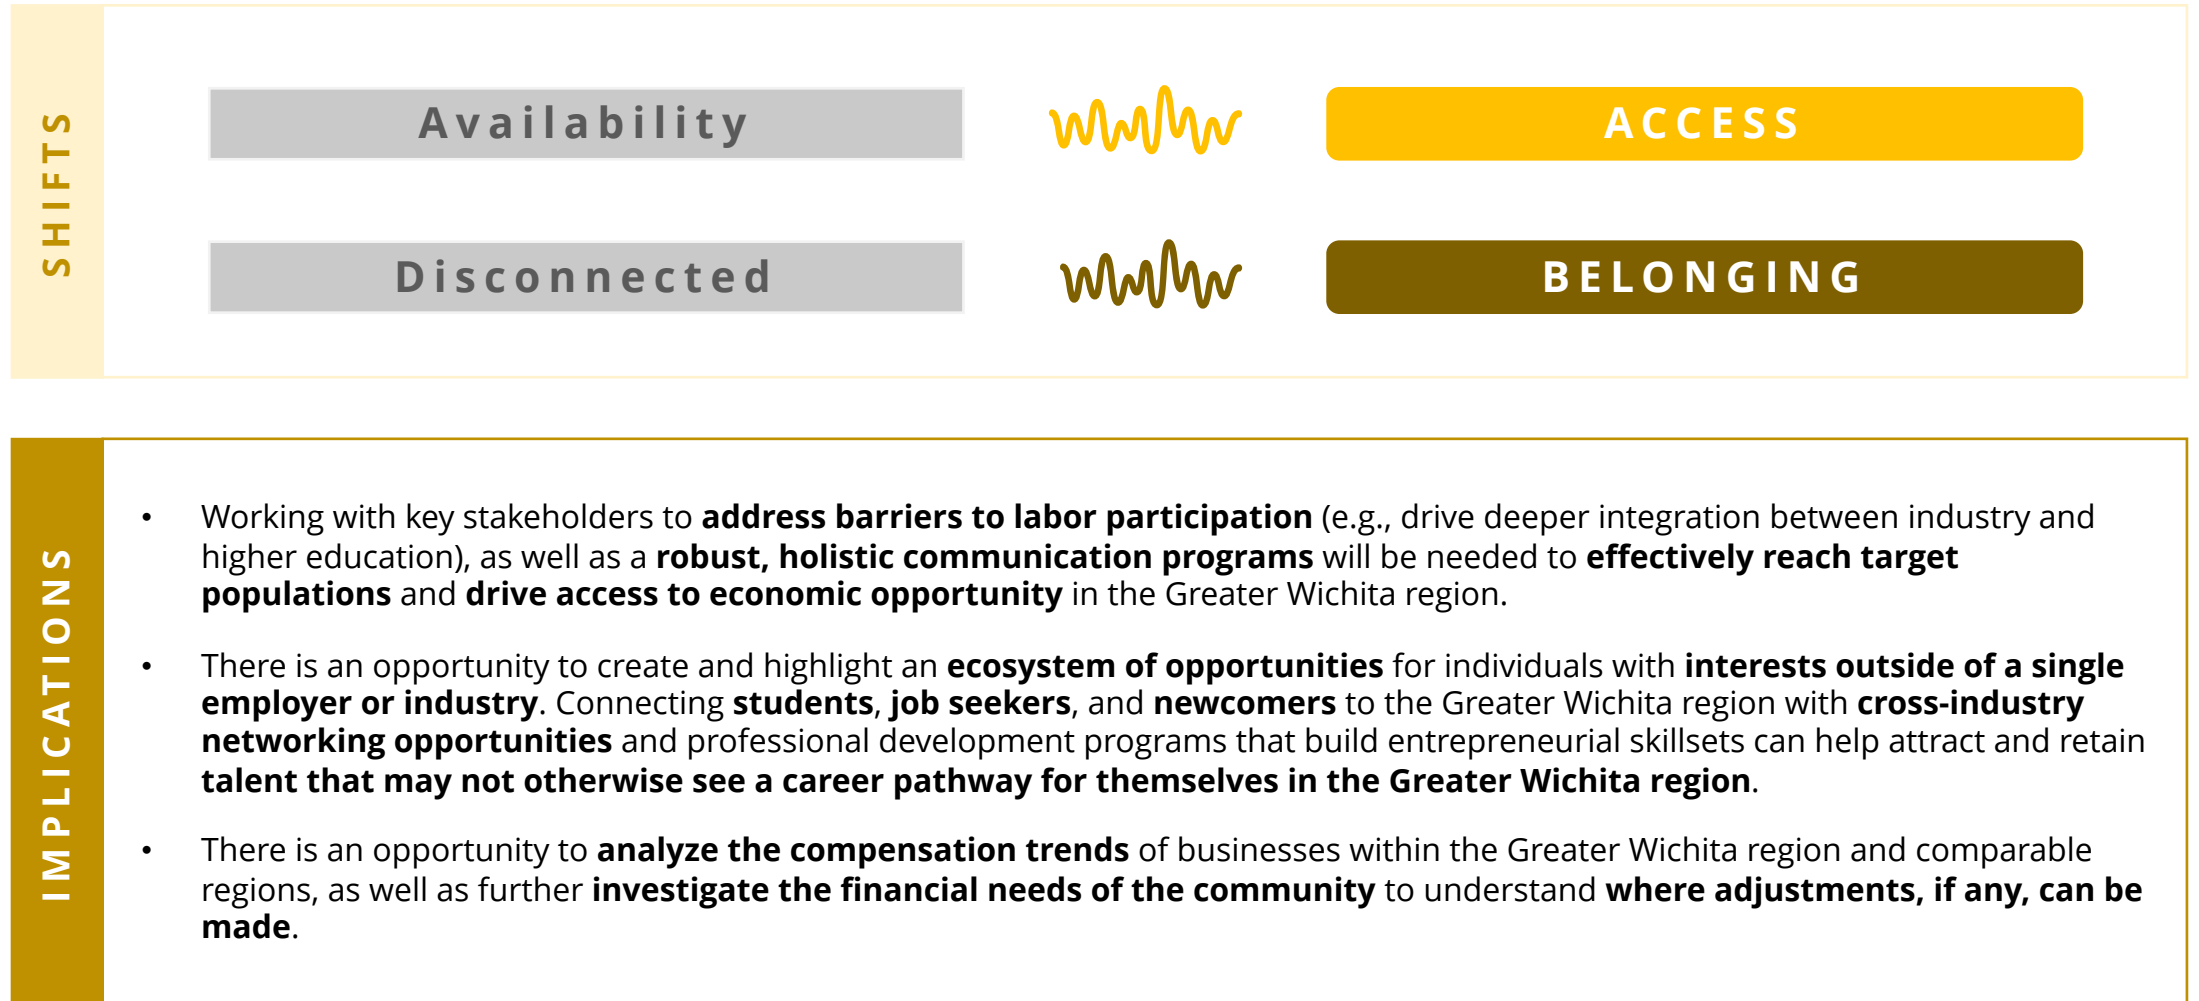 SHIFTS
Availability
ACCESS
Disconnected
BELONGING
IMPLICATIONS
• Working with key stakeholders to address barriers to labor participation (e.g., drive deeper integration between industry and
higher education), as well as a robust, holistic communication programs will be needed to effectively reach target
populations and drive access to economic opportunity in the Greater Wichita region.
• There is an opportunity to create and highlight an ecosystem of opportunities for individuals with interests outside of a single
employer or industry. Connecting students, job seekers, and newcomers to the Greater Wichita region with cross-industry
networking opportunities and professional development programs that build entrepreneurial skillsets can help attract and retain
talent that may not otherwise see a career pathway for themselves in the Greater Wichita region.
• There is an opportunity to analyze the compensation trends of businesses within the Greater Wichita region and comparable
regions, as well as further investigate the financial needs of the community to understand where adjustments, if any, can be
made.